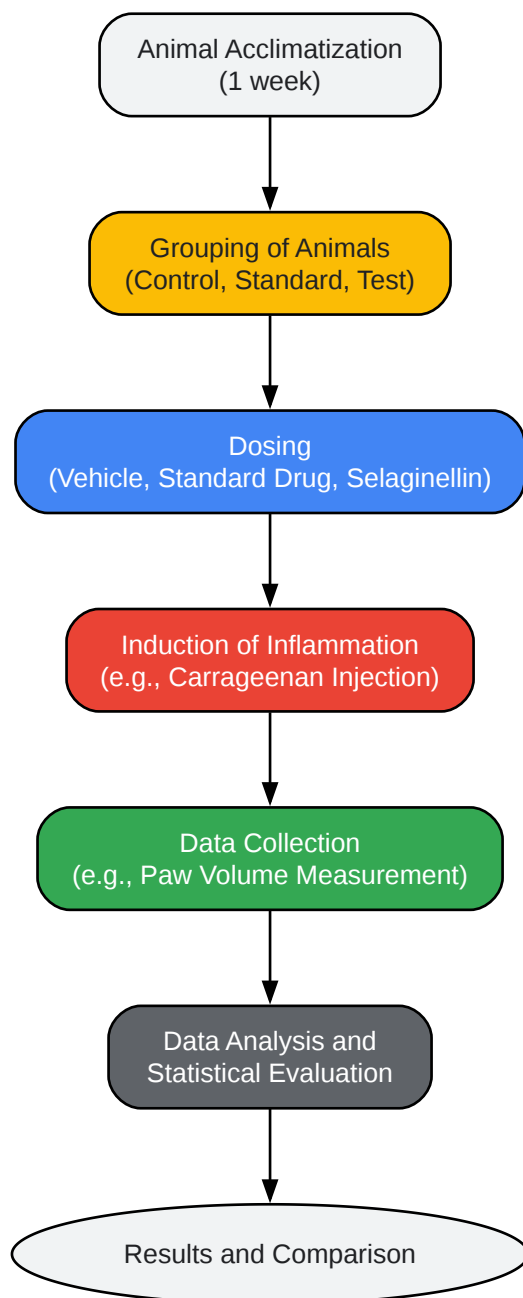 Animal Acclimatization
(1 week)
Grouping of Animals
(Control, Standard, Test)
Dosing
(Vehicle, Standard Drug, Selaginellin)
Induction of Inflammation
(e.g., Carrageenan Injection)
Data Collection
(e.g., Paw Volume Measurement)
Data Analysis and
Statistical Evaluation
Results and Comparison